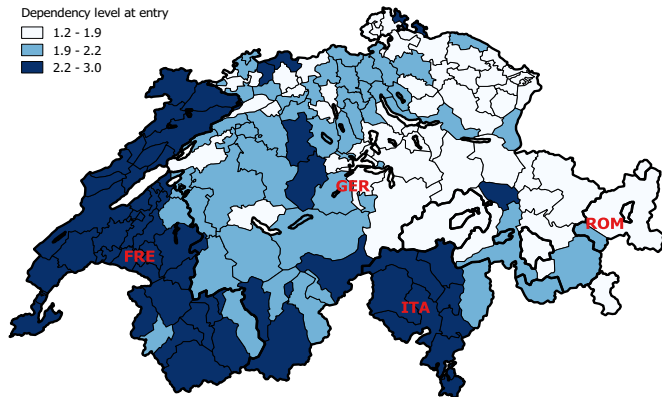 Dependency level at entry
1.2 - 1.9
1.9 - 2.2
2.2 - 3.0
GER
ROM
FRE
ITA